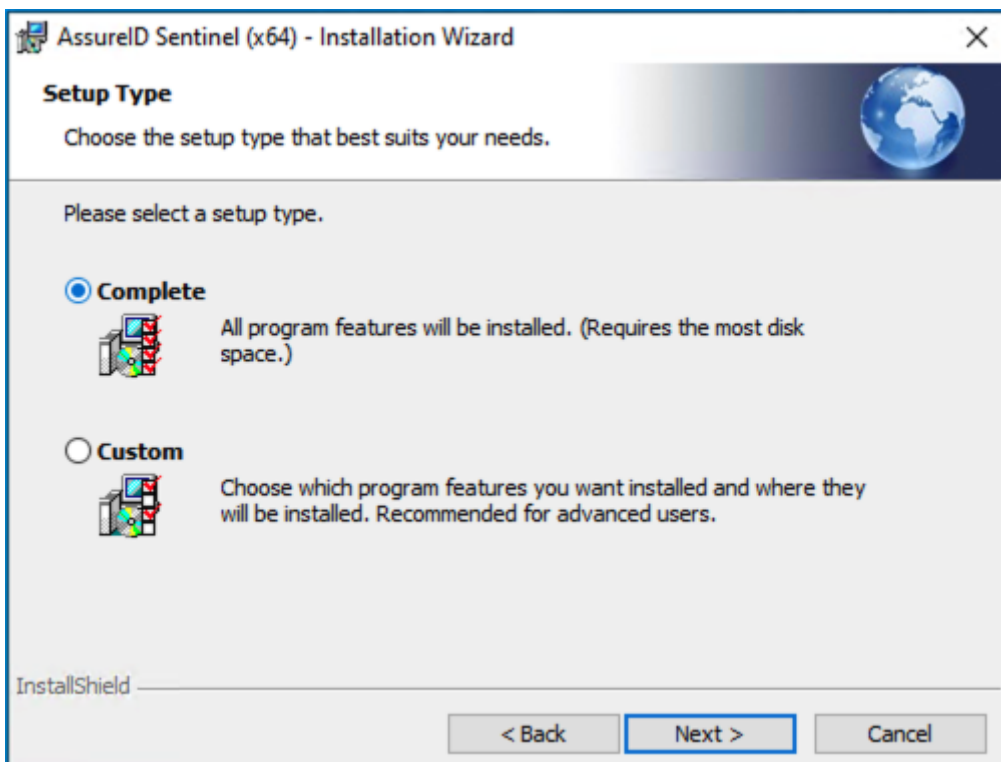 AssureID Sentinel (x64) - Installation Wizard
Setup Type
Choose the setup type that best suits your needs.
Please select a setup type.
Complete
All program features will be installed. (Requires the most disk
space.)
Custom
Choose which program features you want installed and where they
will be installed. Recommended for advanced users.
InstallShield
< Back
Next >
Cancel